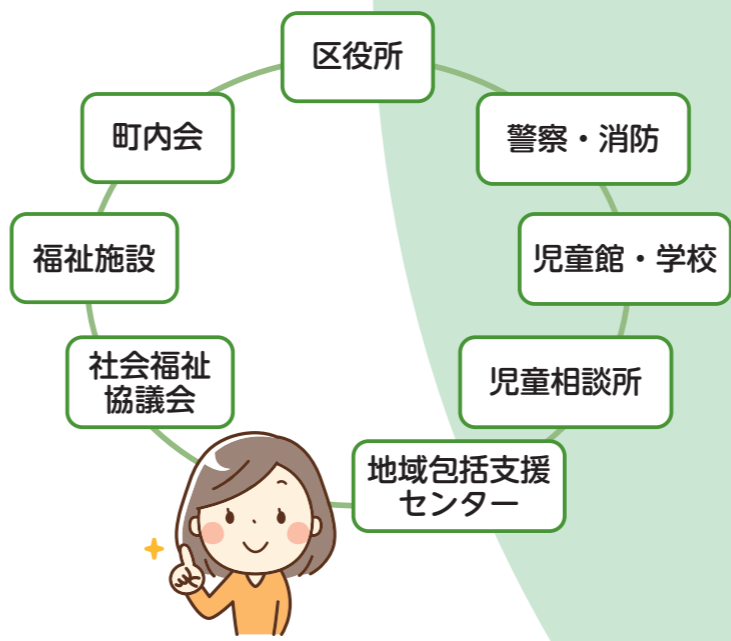 区役所
警察・消防
児童館・学校
児童相談所
地域包括支援
センター
社会福祉
協議会
福祉施設
町内会